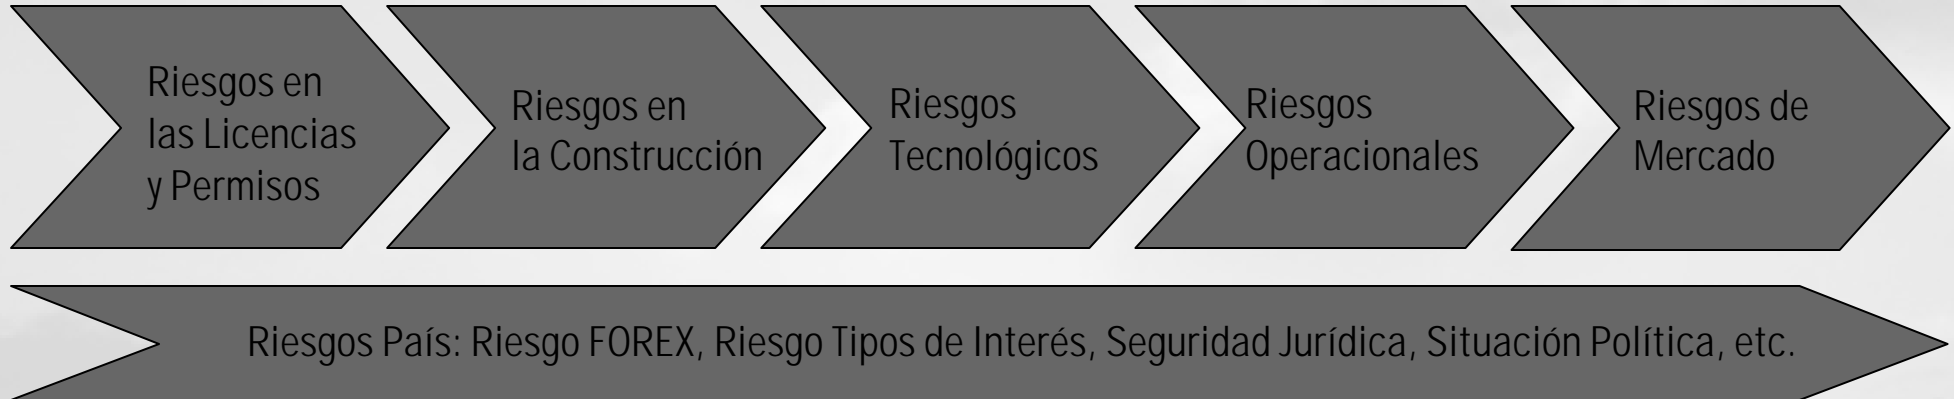 Riesgos en
las Licencias
y Permisos
Riesgos en
la Construcción
Riesgos
Tecnológicos
Riesgos
Operacionales
Riesgos de
Mercado
Riesgos País: Riesgo FOREX, Riesgo Tipos de Interés, Seguridad Jurídica, Situación Política, etc.